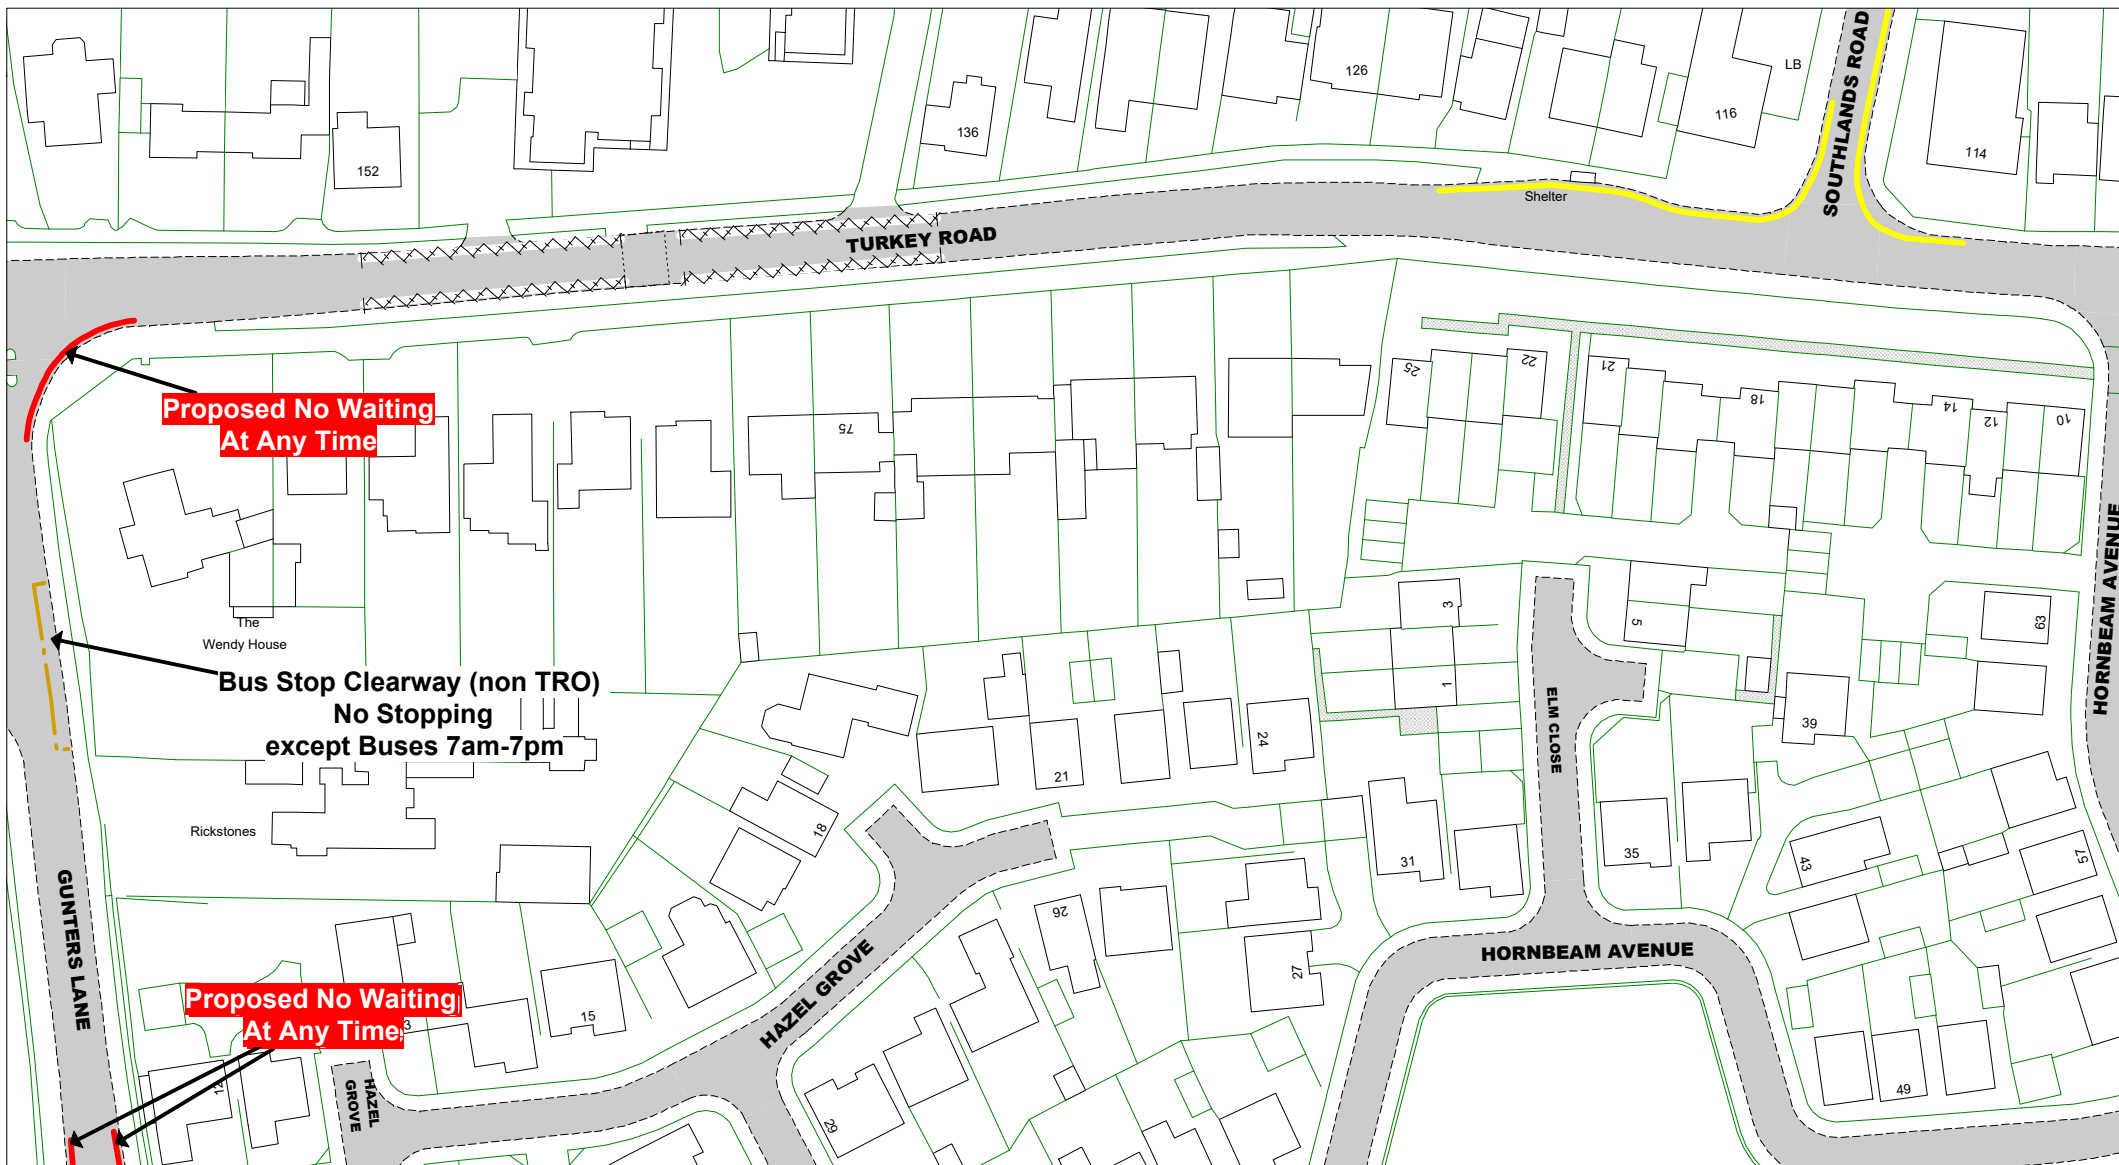 SOUTHLANDS ROAD
LB
126
116
136
114
152
Shelter
TURKEY ROAD
Proposed No Waiting
At Any Time
25
22
21
18
14
12
10
75
HORNBEAM AVENUE
The
Wendy House
3
5
63
1
Bus Stop Clearway (non TRO)
No Stopping
except Buses 7am-7pm
ELM CLOSE
39
24
21
Rickstones
18
31
35
43
57
GUNTERS LANE
26
HAZEL GROVE
HORNBEAM AVENUE
27
Proposed No Waiting
At Any Time
3
15
12
HAZEL
GROVE
29
49